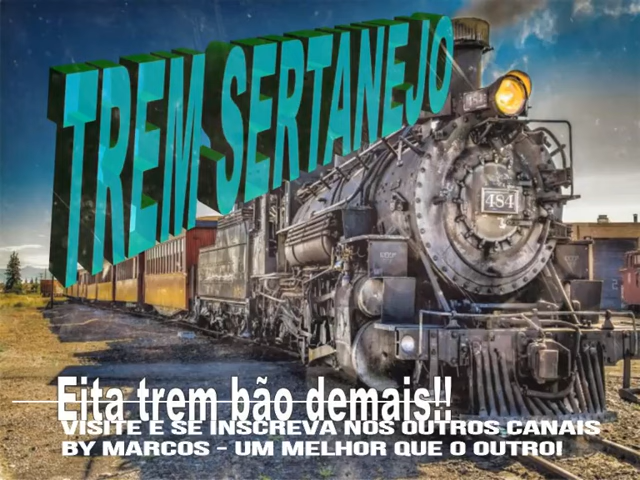 TREM SERTANEJO
484
Eita trem bão demais!!
VISITE E SE INSCREVA NOS OUTROS CANAIS
BY MARCOS - UM MELHOR QUE O OUTRO!